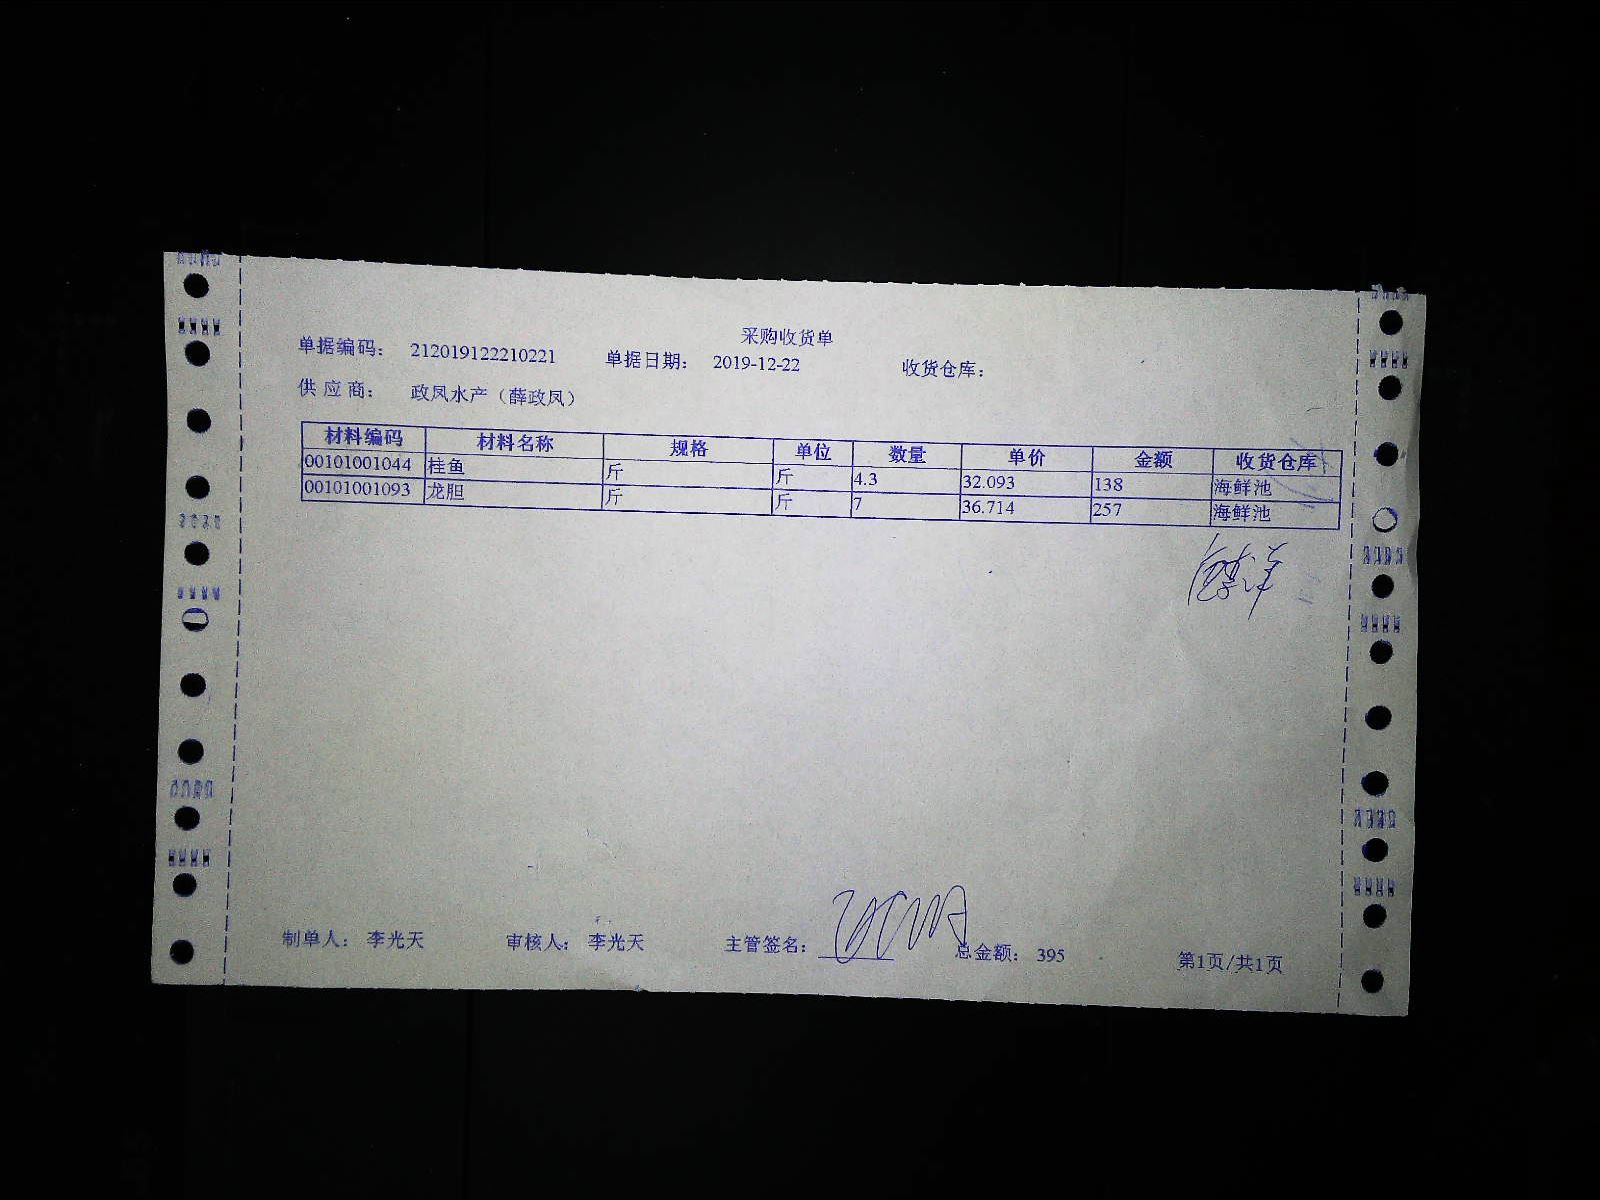 采购收货单
单据编码： 212019122210221 单据日期： 2019-12-22 收货仓库：
供 应 商： 政凤水产（薛政凤）
材料编码 材料名称 规格 单位 数量 单价 金额 收货仓库
00101001044 桂鱼 斤 斤 4.3 32.093 138 海鲜池
00101001093 龙胆 斤 斤 7 36.714 257 海鲜池
制单人： 李光天 审核人： 李光天 主管签名： 总金额： 395 第1页/共1页